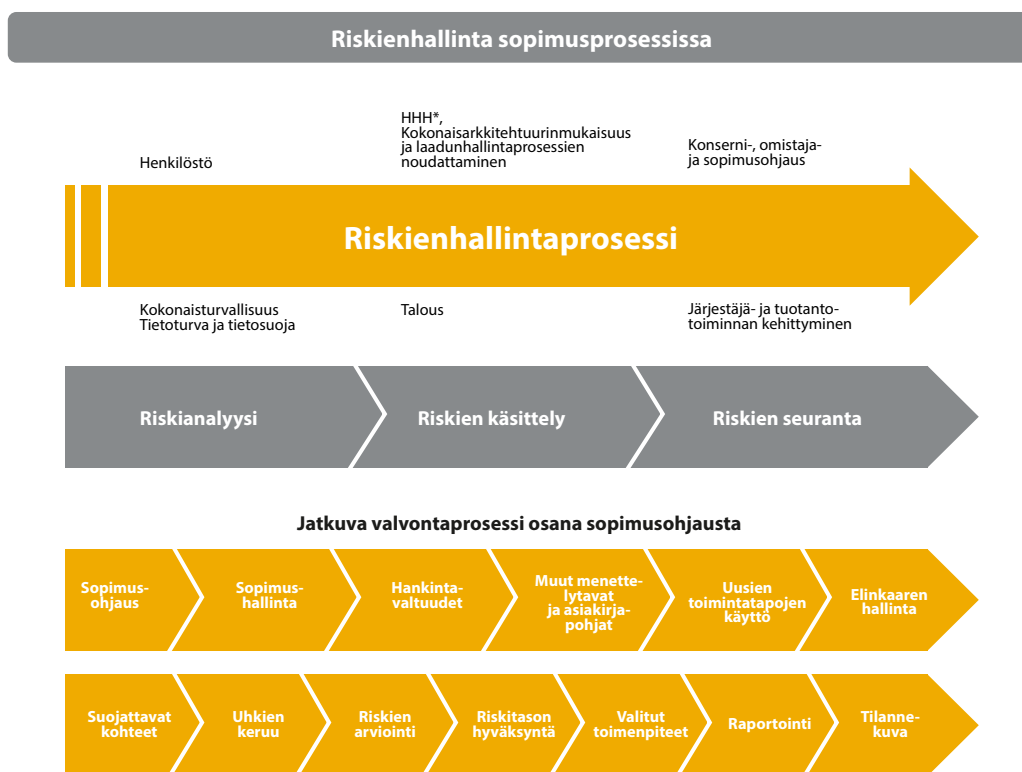 Riskienhallinta sopimusprosessissa
Henkilöstö
HHH*,
Kokonaisarkkitehtuurinmukaisuus
ja laadunhallintaprosessien
noudattaminen
Konserni-, omistaja-
ja sopimusohjaus
Riskienhallintaprosessi
Kokonaisturvallisuus
Tietoturva ja tietosuoja
Talous
Järjestäjä- ja tuotanto-
toiminnan kehittyminen
Riskianalyysi
Riskien käsittely
Riskien seuranta
Jatkuva valvontaprosessi osana sopimusohjausta
Sopimus-
ohjaus
Sopimus-
hallinta
Hankinta-
valtuudet
Muut menette-
lytavat
ja asiakirja-
pohjat
Uusien
toimintatapojen
käyttö
Elinkaaren
hallinta
Suojattavat
kohteet
Uhkien
keruu
Riskien
arviointi
Riskitason
hyväksyntä
Valitut
toimenpiteet
Raportointi
Tilanne-
kuva